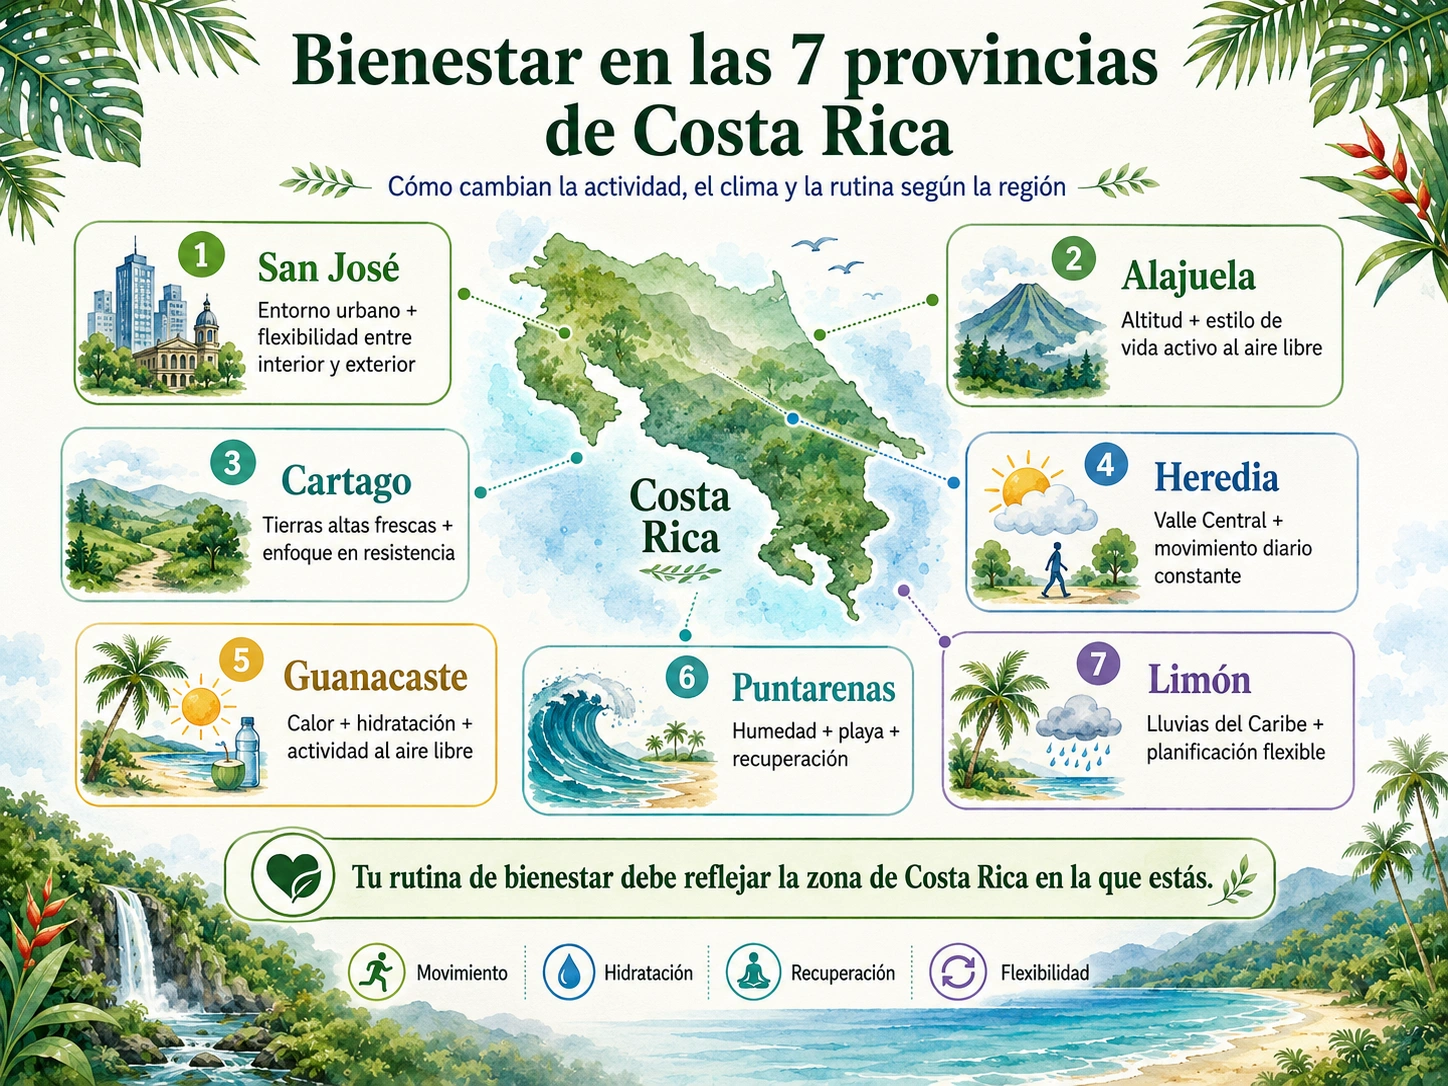 Bienestar en las 7 provincias
de Costa Rica
Cómo cambian la actividad, el clima y la rutina según la región
1
San José
Entorno urbano +
flexibilidad entre
interior y exterior
2
Alajuela
Altitud + estilo de
vida activo al aire libre
3
Cartago
Tierras altas frescas +
enfoque en resistencia
Costa
Rica
4
Heredia
Valle Central +
movimiento diario
constante
5
Guanacaste
Calor + hidratación +
actividad al aire libre
6
Puntarenas
Humedad + playa +
recuperación
7
Limón
Lluvias del Caribe +
planificación flexible
Tu rutina de bienestar debe reflejar la zona de Costa Rica en la que estás.
Movimiento
Hidratación
Recuperación
Flexibilidad